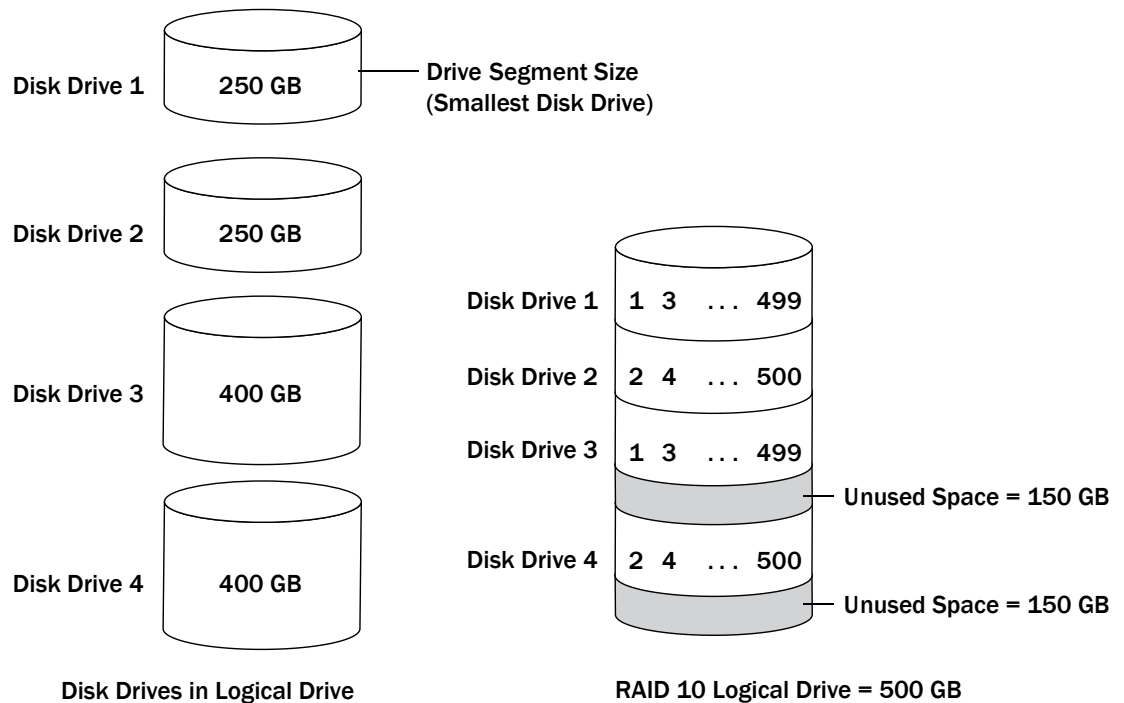 Disk Drive 1
250 GB
Drive Segment Size
(Smallest Disk Drive)
Disk Drive 2
250 GB
Disk Drive 3
400 GB
Disk Drive 4
400 GB
Disk Drives in Logical Drive
Disk Drive 1
1 3 ... 499
Disk Drive 2
2 4 ... 500
Disk Drive 3
1 3 ... 499
Unused Space = 150 GB
Disk Drive 4
2 4 ... 500
Unused Space = 150 GB
RAID 10 Logical Drive = 500 GB